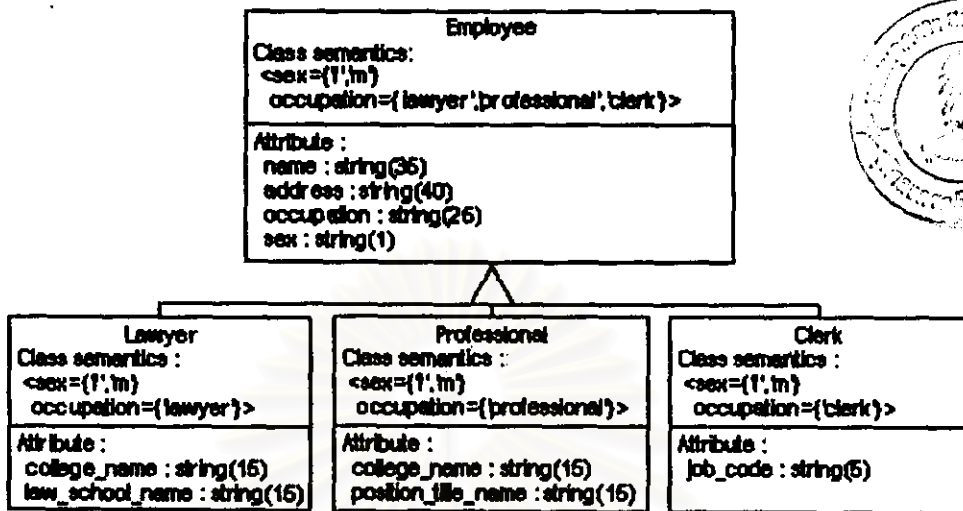 Employee
Class semantics:
<sex={'f','m'}
occupation={'lawyer','professional','clerk'}>
Attribute :
name : string(35)
address : string(40)
occupation : string(25)
sex : string(1)
Lawyer
Class semantics :
<sex={'f','m'}
occupation={'lawyer'}>
Attribute :
college_name : string(15)
law_school_name : string(15)
Professional
Class semantics :
<sex={'f','m'}
occupation={'professional'}>
Attribute :
college_name : string(15)
position_title_name : string(15)
Clerk
Class semantics :
<sex={'f','m'}
occupation={'clerk'}>
Attribute :
job_code : string(5)